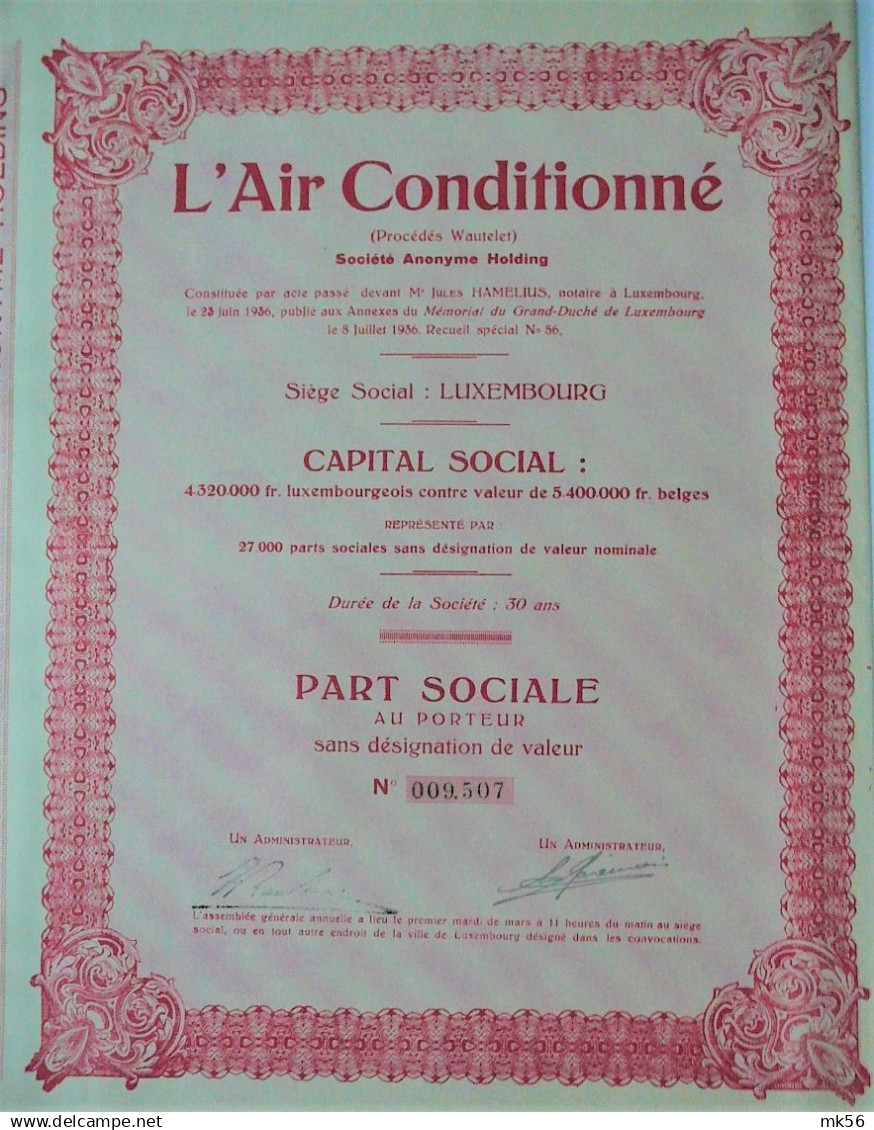 L'Air Conditionné
(Procédés Wautelet)
Société Anonyme Holding
Constituée par acte passé devant Mᵉ Jules HAMELIUS, notaire à Luxembourg,
le 23 juin 1936, publié aux Annexes du Mémorial du Grand-Duché de Luxembourg
le 8 Juillet 1936. Recueil spécial Nº 56.
Siège Social : LUXEMBOURG
CAPITAL SOCIAL :
4.320.000 fr. luxembourgeois contre valeur de 5.400.000 fr. belges
REPRÉSENTÉ PAR :
27.000 parts sociales sans désignation de valeur nominale
Durée de la Société : 30 ans
PART SOCIALE
AU PORTEUR
sans désignation de valeur
Nº 009,507
Un Administrateur,
Un Administrateur,
L'assemblée générale annuelle a lieu le premier mardi de mars à 11 heures du matin au siège
social, ou en tout autre endroit de la ville de Luxembourg désigné dans les convocations.
HOLDING
delcampe.net
mk56